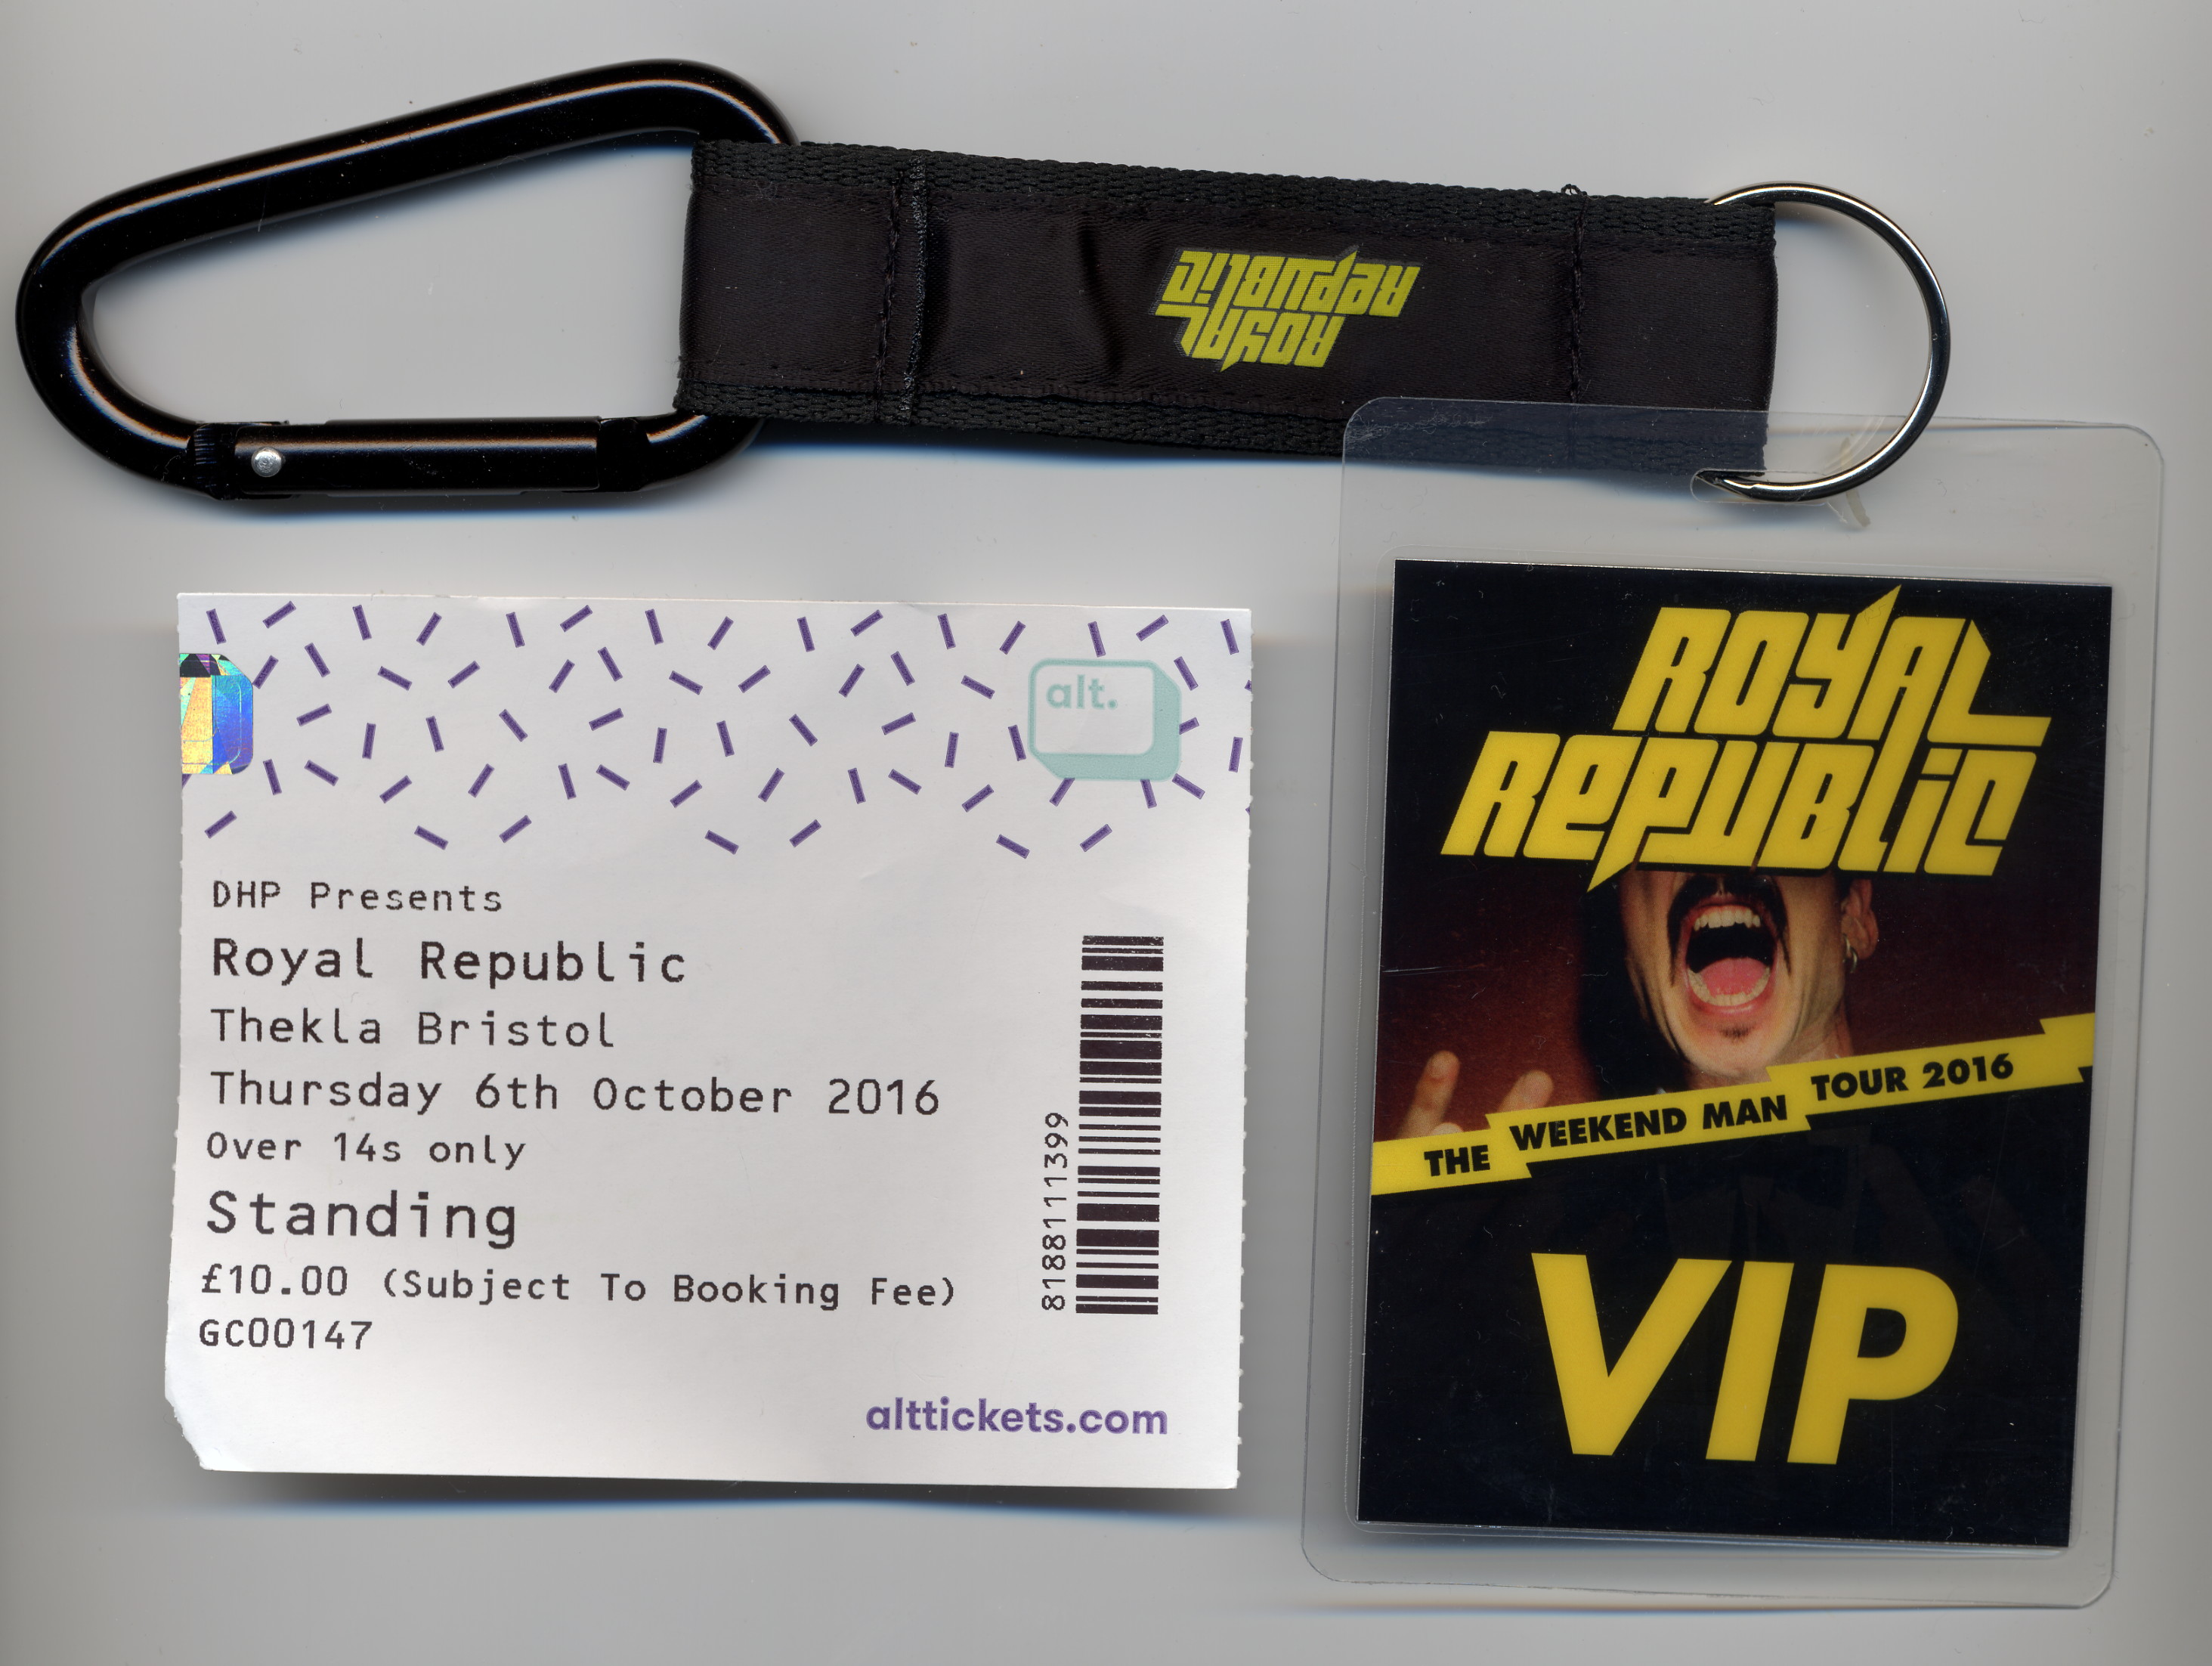 ROYAL
REPUBLIC
alt.
DHP Presents
Royal Republic
Thekla Bristol
Thursday 6th October 2016
Over 14s only
Standing
£10.00 (Subject To Booking Fee)
GC00147
8188111399
alttickets.com
ROYAL
REPUBLIC
THE WEEKEND MAN TOUR 2016
VIP